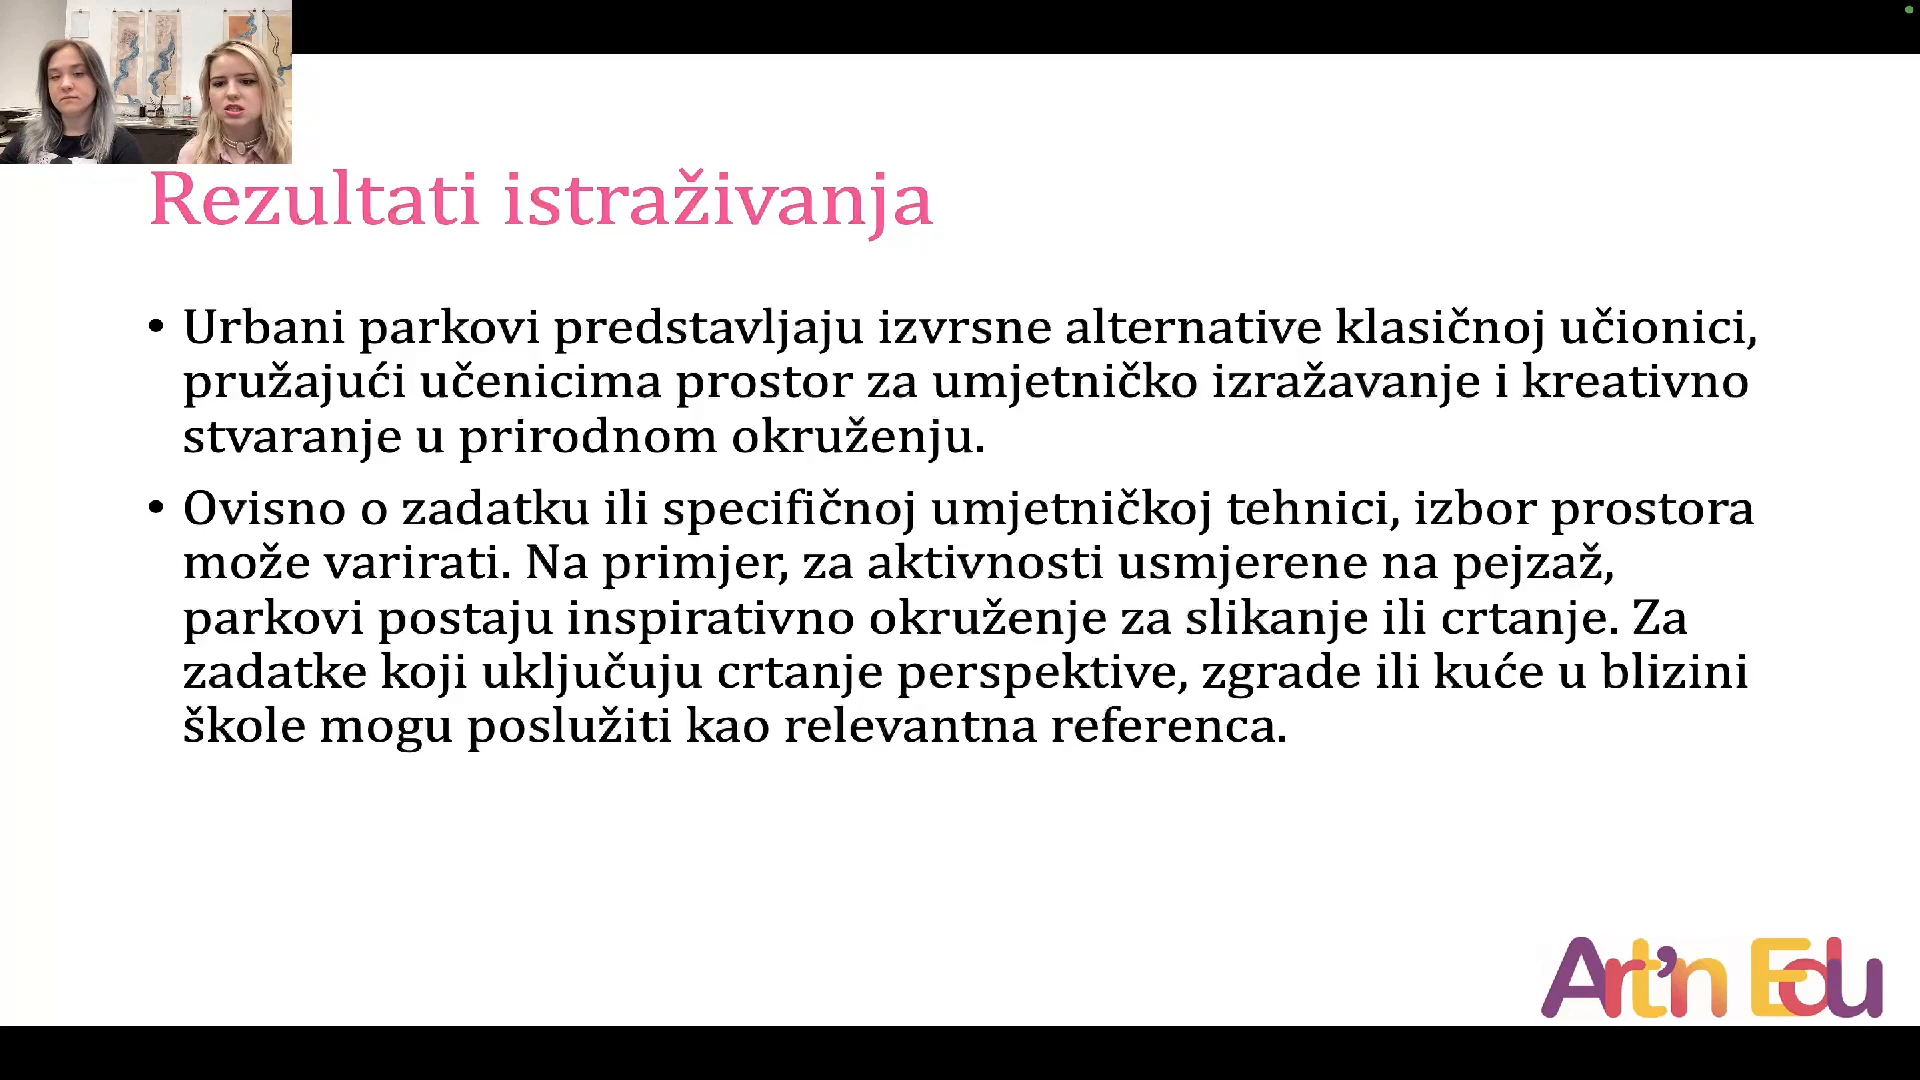 Rezultati istraživanja
• Urbani parkovi predstavljaju izvrsne alternative klasičnoj učionici,
pružajući učenicima prostor za umjetničko izražavanje i kreativno
stvaranje u prirodnom okruženju.
• Ovisno o zadatku ili specifičnoj umjetničkoj tehnici, izbor prostora
može varirati. Na primjer, za aktivnosti usmjerene na pejzaž,
parkovi postaju inspirativno okruženje za slikanje ili crtanje. Za
zadatke koji uključuju crtanje perspektive, zgrade ili kuće u blizini
škole mogu poslužiti kao relevantna referenca.
Art'n Edu